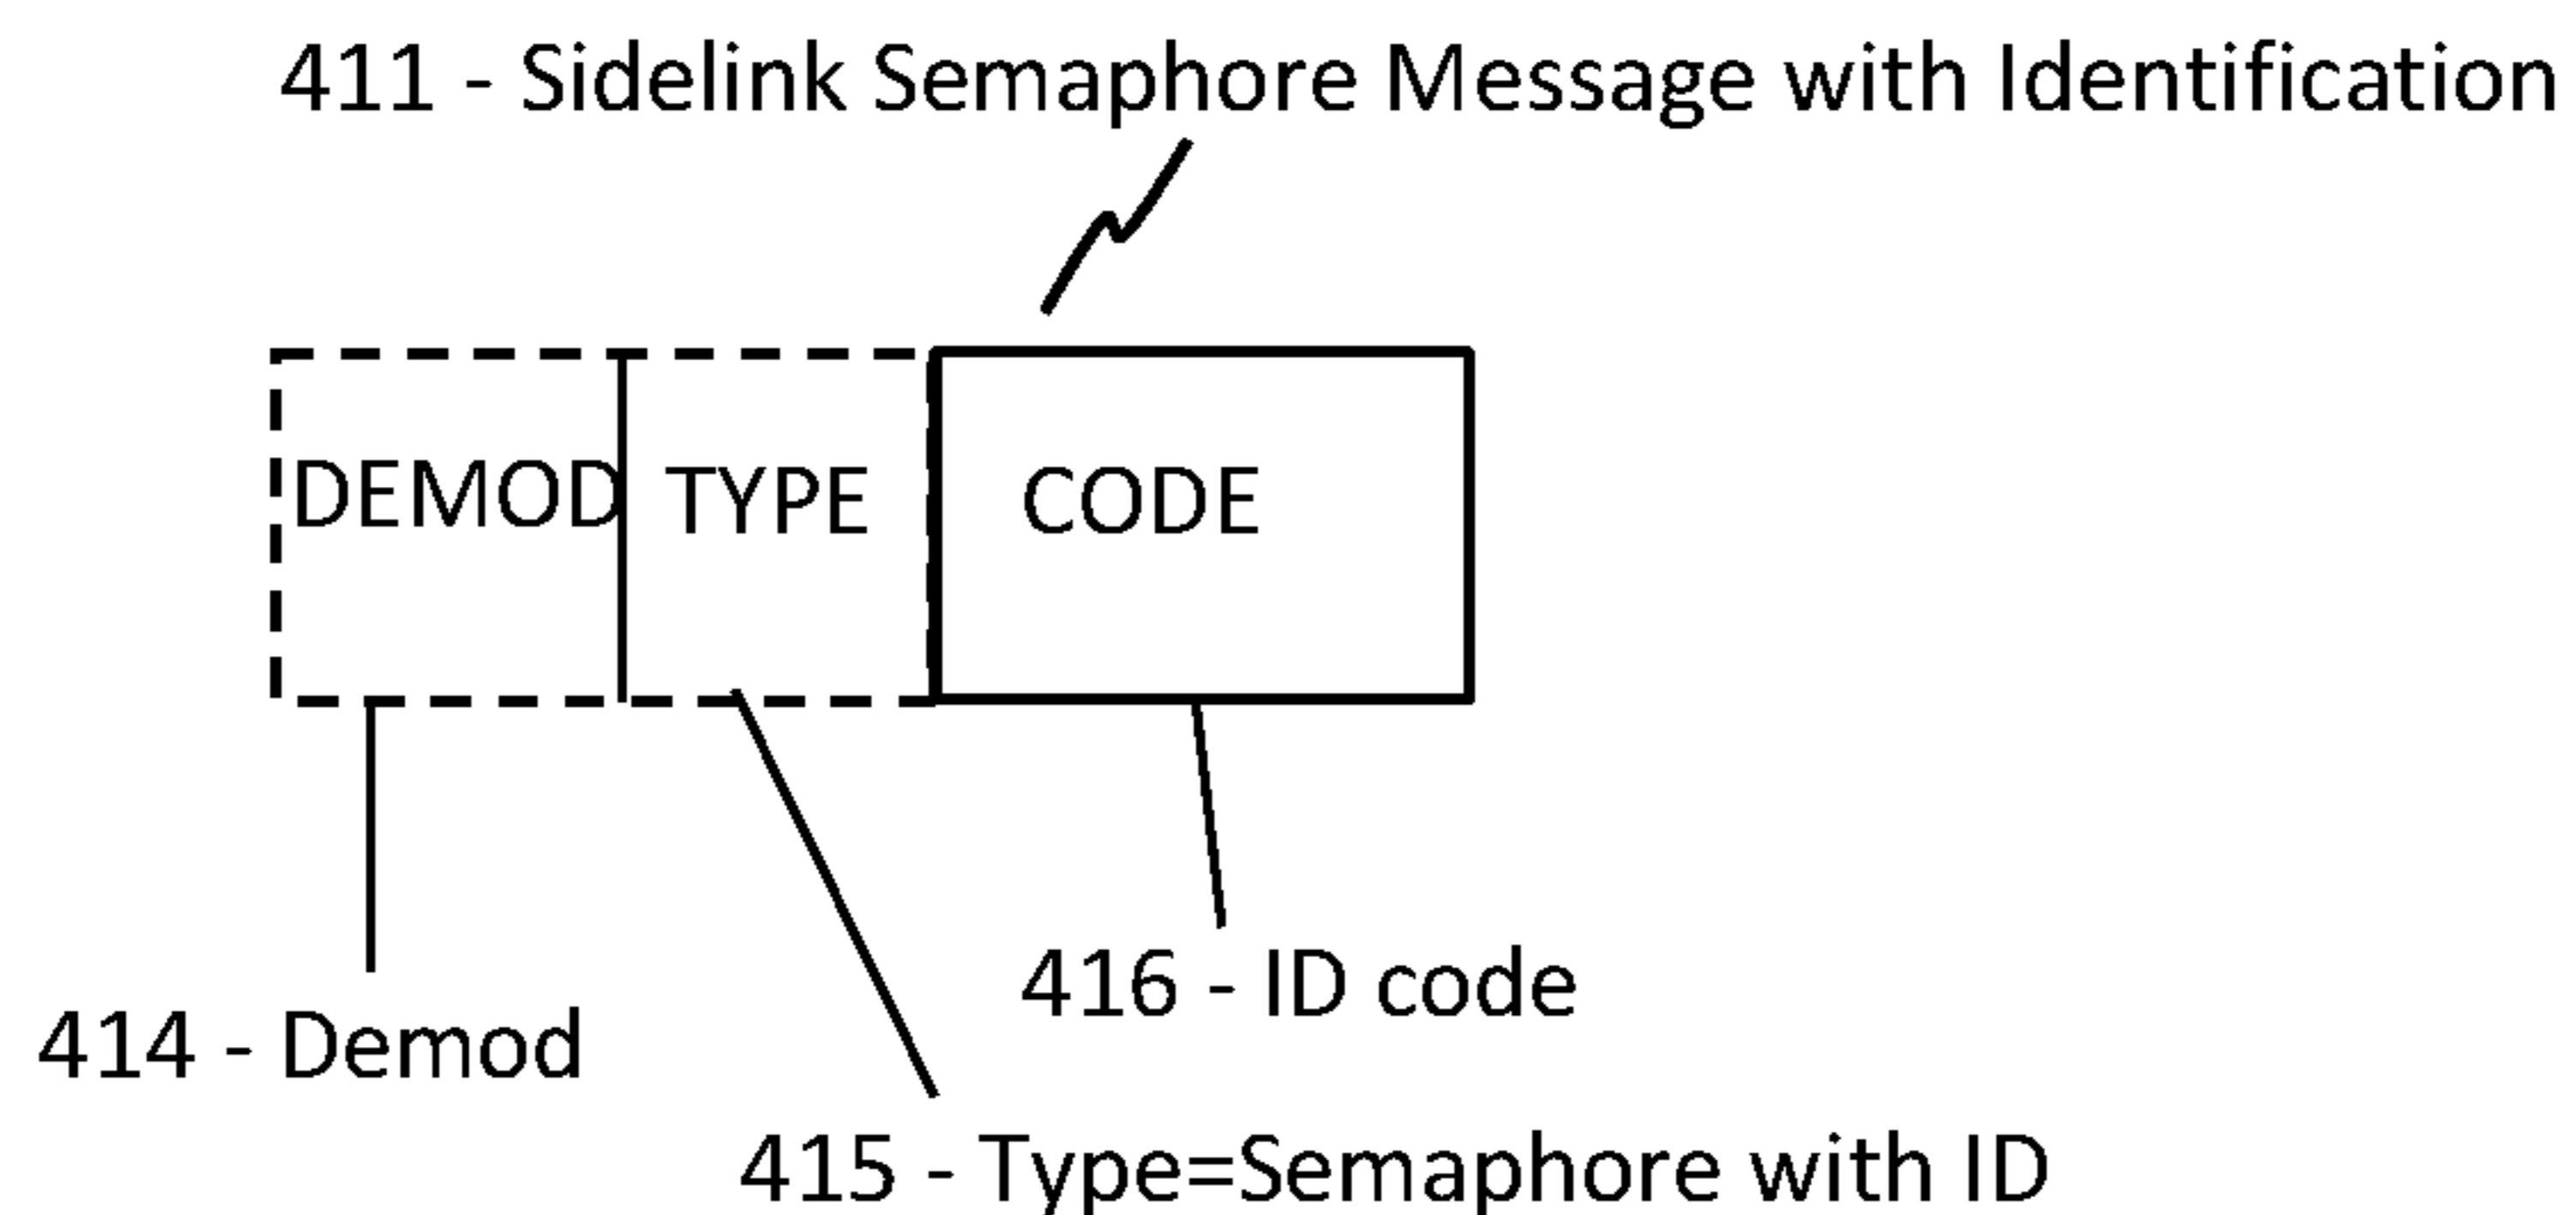 411 - Sidelink Semaphore Message with Identification
DEMOD TYPE CODE
416 - ID code
414 - Demod
415 - Type=Semaphore with ID